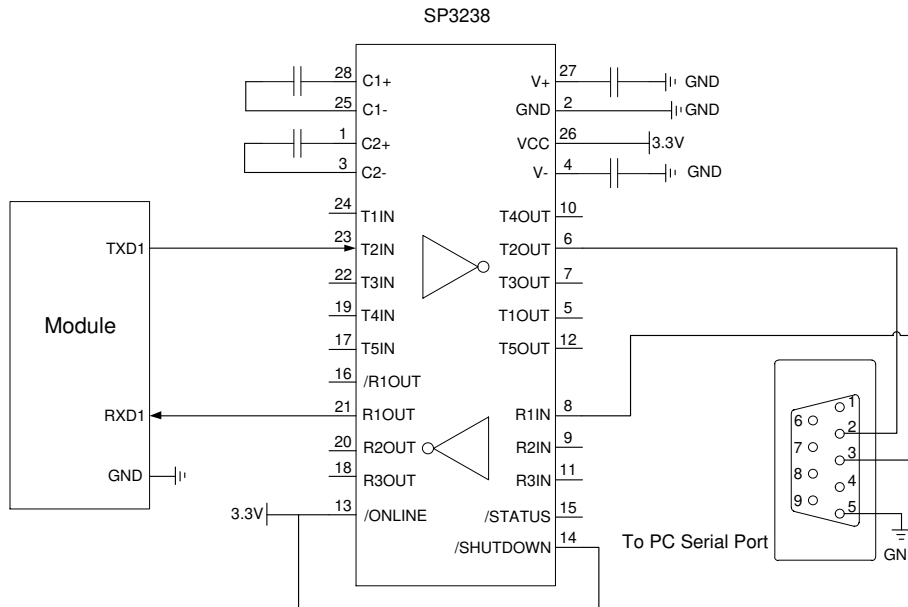 SP3238
28 C1+ V+ 27 GND
25 C1- GND 2 GND
1 C2+ VCC 26 3.3V
3 C2- V- 4 GND
24 T1IN T4OUT 10
TXD1 23 T2IN T2OUT 6
22 T3IN T3OUT 7
Module 19 T4IN T1OUT 5
17 T5IN T5OUT 12
16 /R1OUT
RXD1 21 R1OUT R1IN 8
20 R2OUT R2IN 9
GND 18 R3OUT R3IN 11
3.3V 13 /ONLINE /STATUS 15
/SHUTDOWN 14
1
6
2
7
3
8
4
9
5
To PC Serial Port
GN